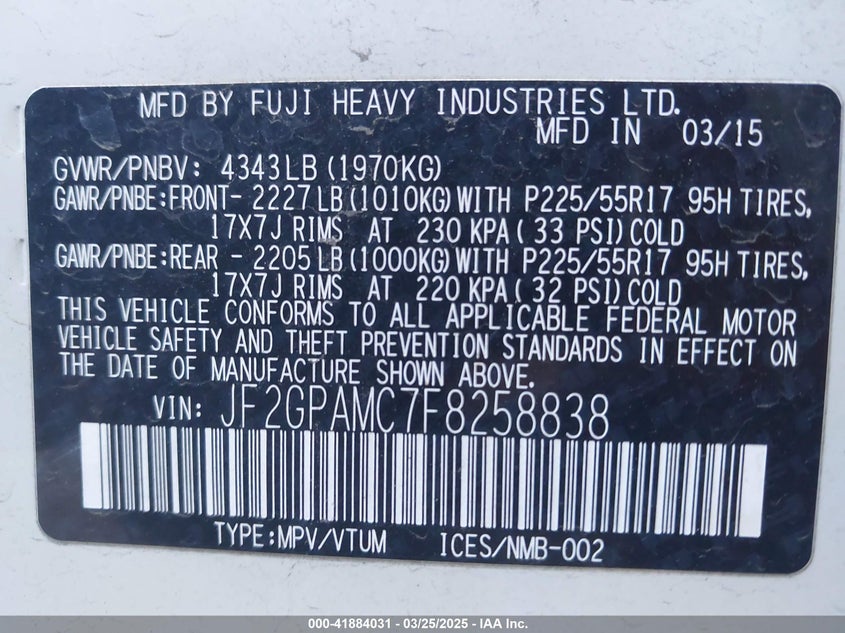 MFD BY FUJI HEAVY INDUSTRIES LTD.
MFD IN 03/15
GVWR/PNBV: 4343LB (1970KG)
GAWR/PNBE:FRONT- 2227LB(1010KG)WITH P225/55R17 95H TIRES,
17X7J RIMS AT 230 KPA( 33 PSI)COLD
GAWR/PNBE:REAR - 2205LB(1000KG)WITH P225/55R17 95H TIRES,
17X7J RIMS AT 220 KPA( 32 PSI)COLD
THIS VEHICLE CONFORMS TO ALL APPLICABLE FEDERAL MOTOR
VEHICLE SAFETY AND THEFT PREVENTION STANDARDS IN EFFECT ON
THE DATE OF MANUFACTURE SHOWN ABOVE.
VIN: JF2GPAMC7F8258838
TYPE:MPV/VTUM ICES/NMB-002
000-41884031 - 03/25/2025 - IAA Inc.